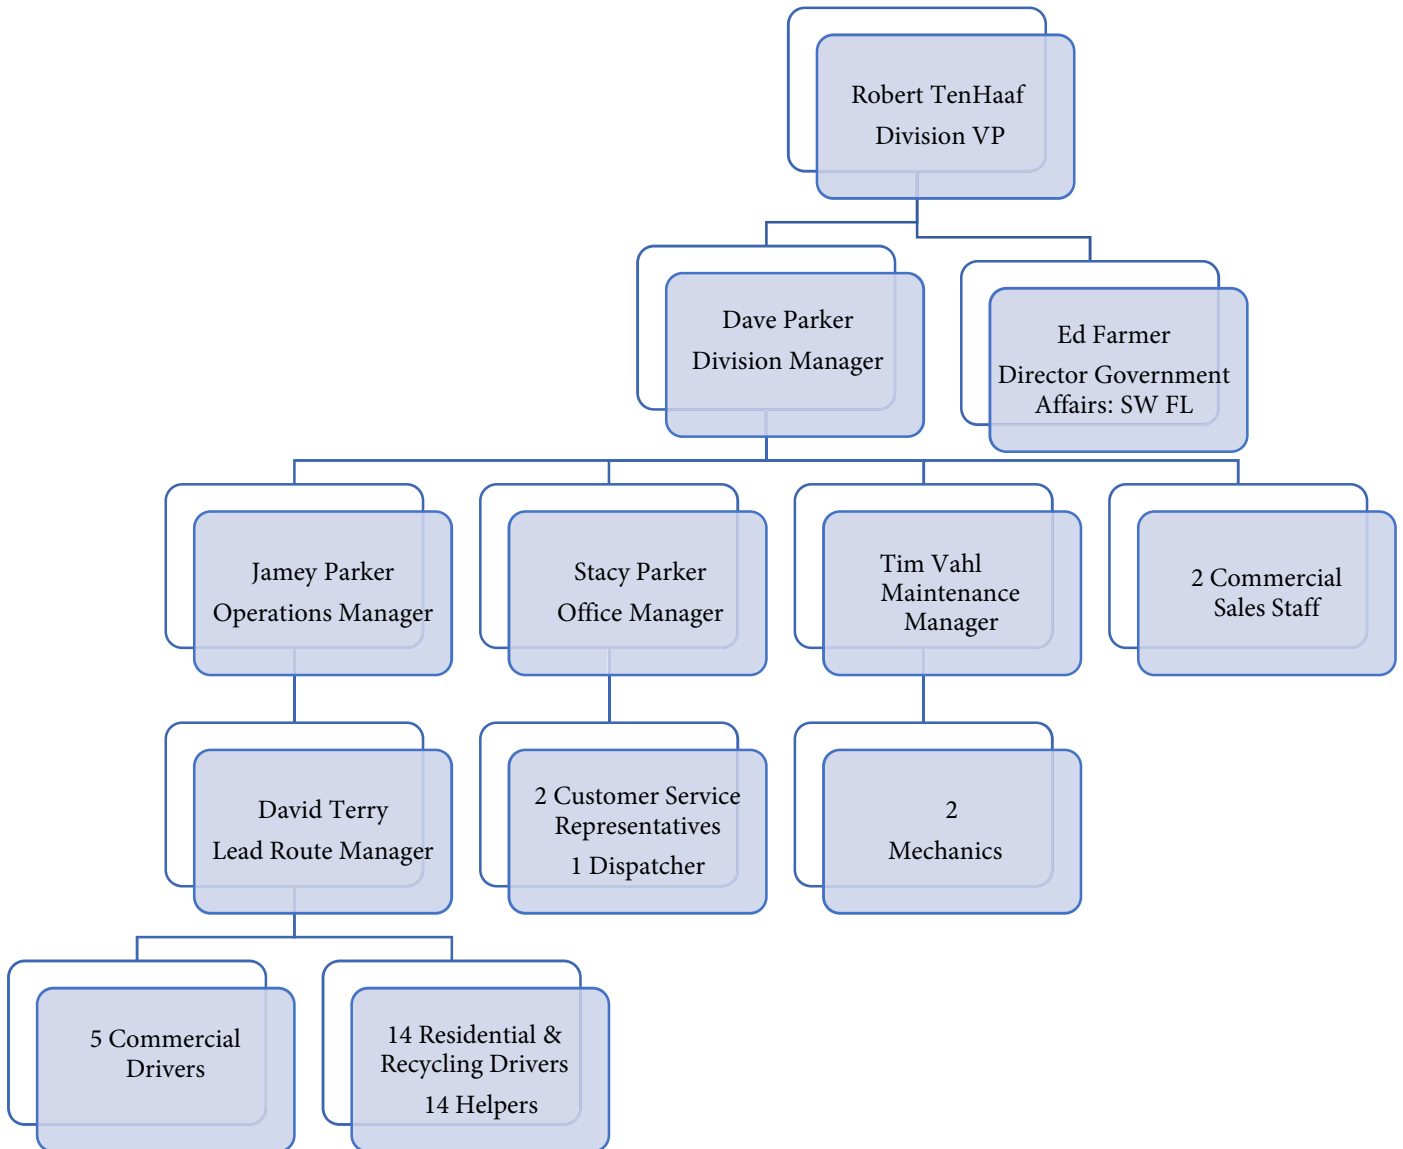 Robert TenHaaf
Division VP
Dave Parker
Division Manager
Ed Farmer
Director Government
Affairs: SW FL
Jamey Parker
Operations Manager
Stacy Parker
Office Manager
Tim Vahl
Maintenance
Manager
2 Commercial
Sales Staff
David Terry
Lead Route Manager
2 Customer Service
Representatives
1 Dispatcher
2
Mechanics
5 Commercial
Drivers
14 Residential &
Recycling Drivers
14 Helpers